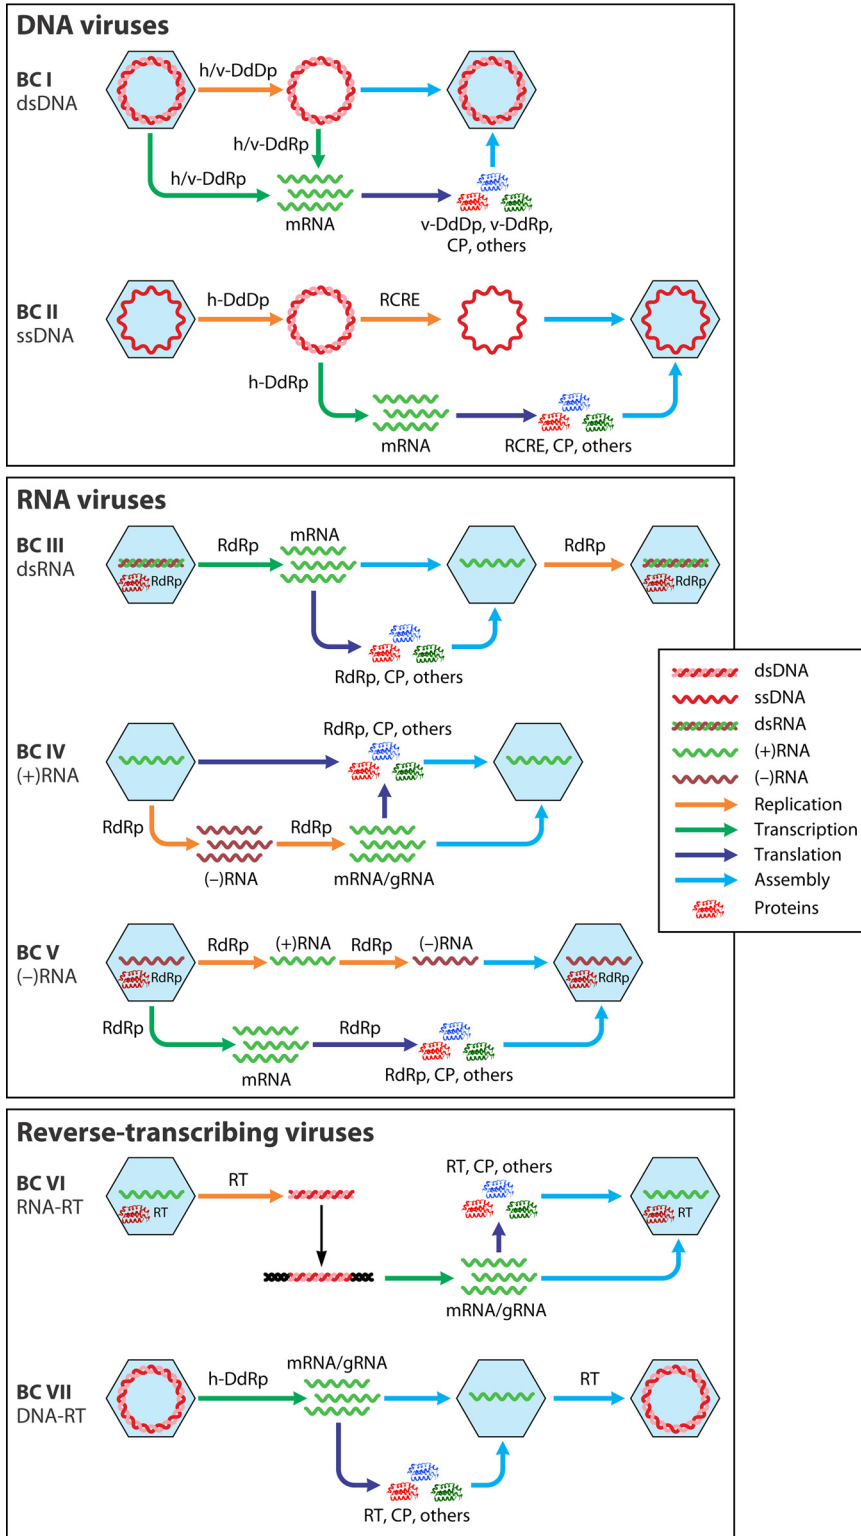 DNA viruses
BC I
dsDNA
h/v-DdDp
h/v-DdRp
h/v-DdRp
mRNA
v-DdDp, v-DdRp,
CP, others
BC II
ssDNA
h-DdDp
RCRE
h-DdRp
mRNA
RCRE, CP, others
RNA viruses
BC III
dsRNA
RdRp
RdRp
mRNA
RdRp
RdRp
RdRp, CP, others
BC IV
(+)RNA
RdRp, CP, others
RdRp
(–)RNA
RdRp
mRNA/gRNA
BC V
(–)RNA
RdRp
RdRp
(+)RNA
RdRp
(–)RNA
RdRp
RdRp
mRNA
RdRp
RdRp, CP, others
dsDNA
ssDNA
dsRNA
(+)RNA
(–)RNA
Replication
Transcription
Translation
Assembly
Proteins
Reverse-transcribing viruses
BC VI
RNA-RT
RT
RT
RT, CP, others
RT
mRNA/gRNA
BC VII
DNA-RT
h-DdRp
mRNA/gRNA
RT
RT, CP, others